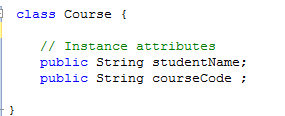 class Course {
// Instance attributes
public String studentName;
public String courseCode ;
}